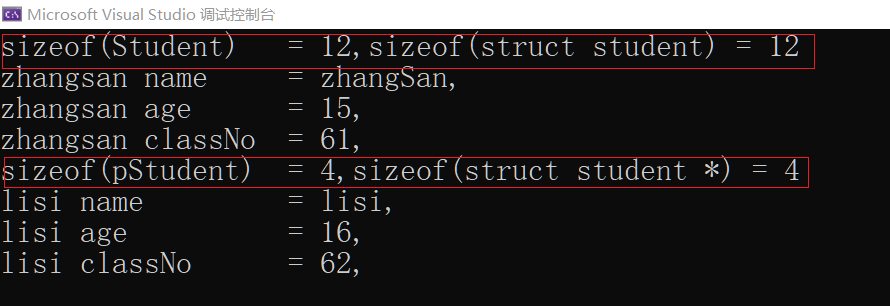 Microsoft Visual Studio 调试控制台
sizeof(Student)   = 12,sizeof(struct student) = 12
zhangsan name     = zhangSan,
zhangsan age      = 15,
zhangsan classNo  = 61,
sizeof(pStudent)  = 4,sizeof(struct student *) = 4
lisi name         = lisi,
lisi age          = 16,
lisi classNo      = 62,